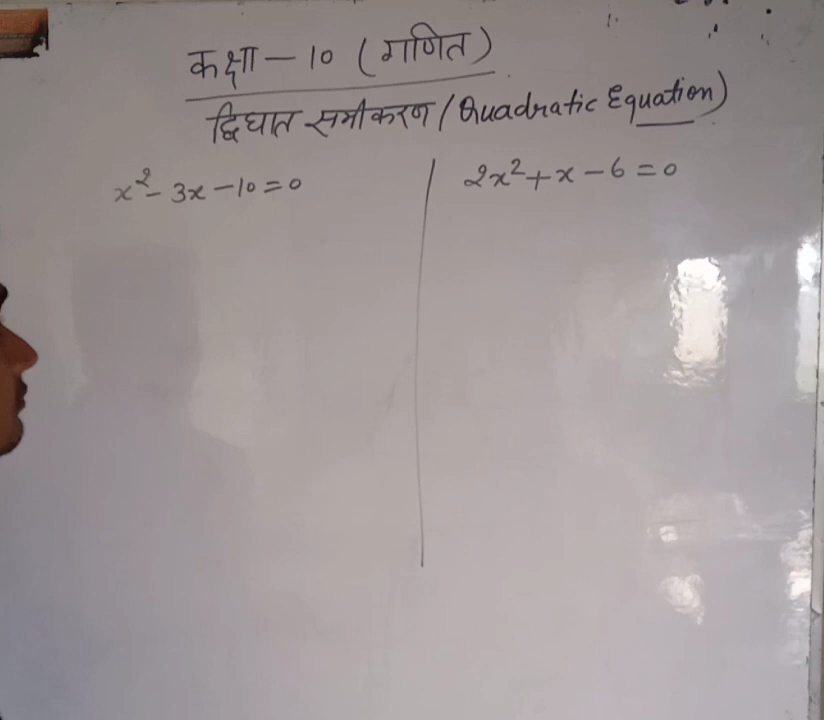 कक्षा - 10 (गणित)
द्विघात समीकरण / Quadratic Equation)
x² - 3x - 10 = 0
2x² + x - 6 = 0